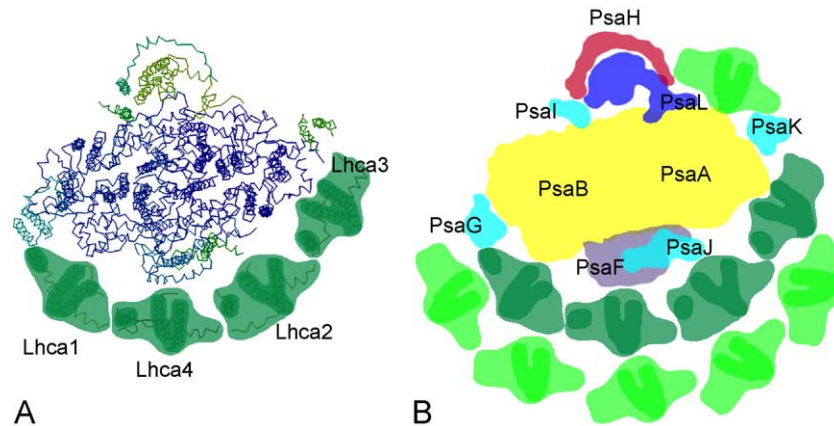 Lhca3
Lhca1
Lhca2
Lhca4
A
PsaH
PsaI
PsaL
PsaK
PsaB
PsaA
PsaG
PsaF
PsaJ
B